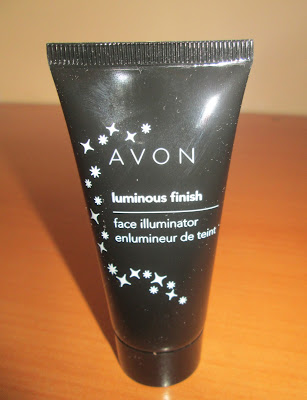 AVON
luminous finish
face illuminator
enlumineur de teint